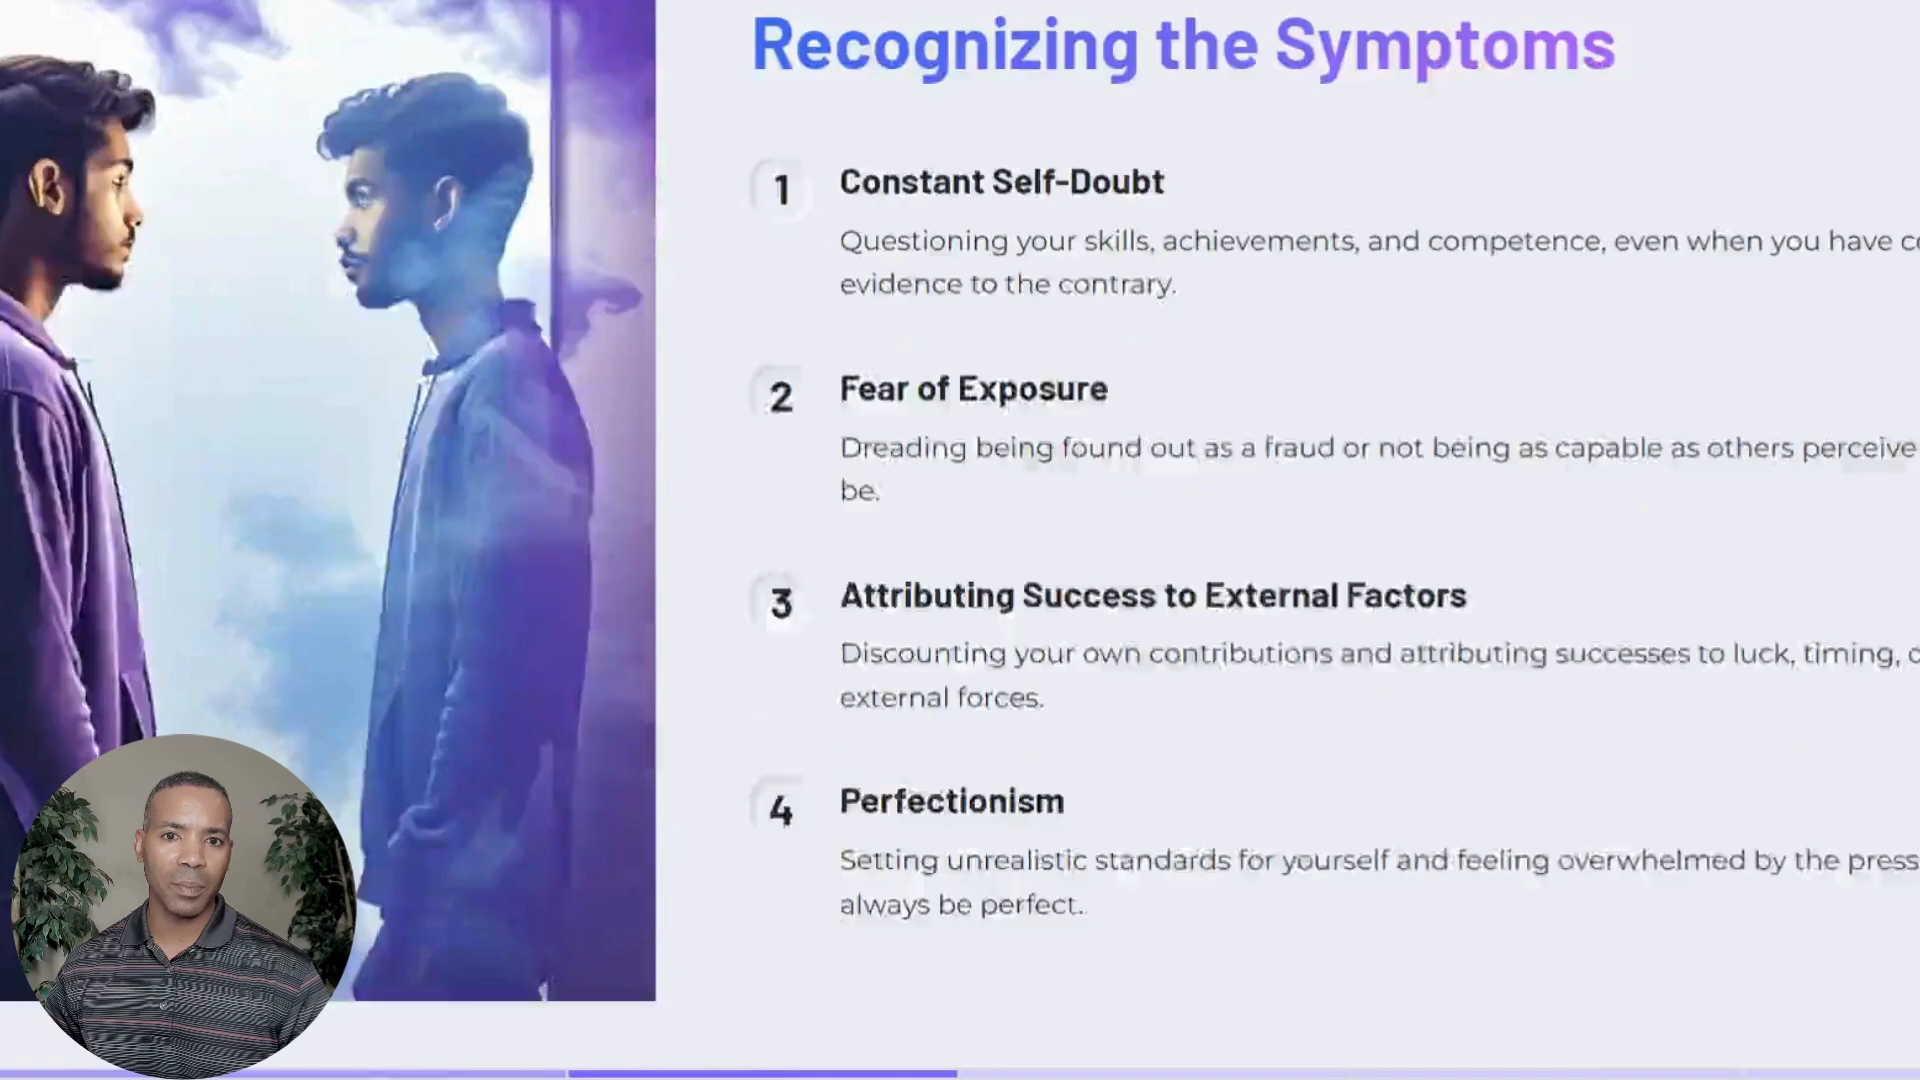 Recognizing the Symptoms
1
Constant Self-Doubt
Questioning your skills, achievements, and competence, even when you have
evidence to the contrary.
2
Fear of Exposure
Dreading being found out as a fraud or not being as capable as others perceive
be.
3
Attributing Success to External Factors
Discounting your own contributions and attributing successes to luck, timing,
external forces.
4
Perfectionism
Setting unrealistic standards for yourself and feeling overwhelmed by the press
always be perfect.